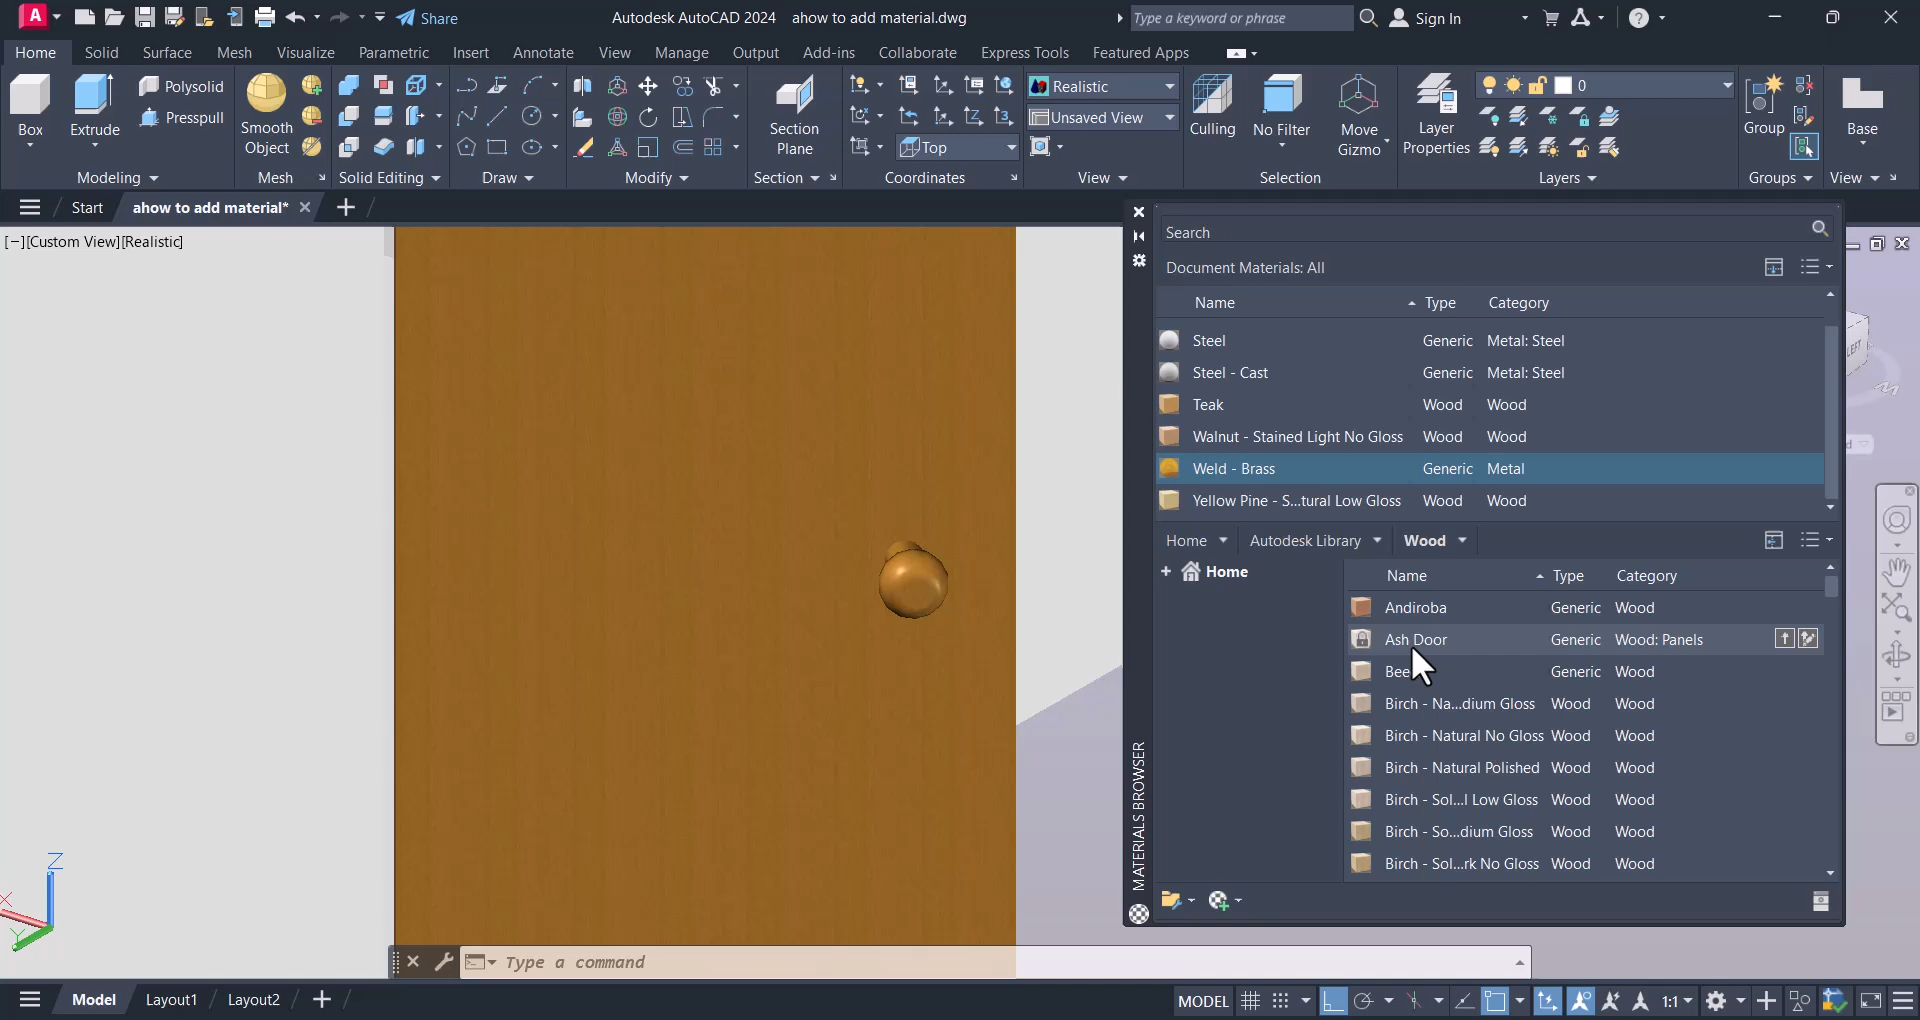 A Share Autodesk AutoCAD 2024 ahow to add material.dwg Type a keyword or phrase Sign In
Home Solid Surface Mesh Visualize Parametric Insert Annotate View Manage Output Add-ins Collaborate Express Tools Featured Apps
Polysolid Realistic 0
Presspull Unsaved View
Box Extrude Smooth Object Section Plane Top Culling No Filter Move Gizmo Layer Properties Group Base
Modeling Mesh Solid Editing Draw Modify Section Coordinates View Selection Layers Groups View
Start ahow to add material*
[−][Custom View][Realistic]
Search
Document Materials: All
Name Type Category
Steel Generic Metal: Steel
Steel - Cast Generic Metal: Steel
Teak Wood Wood
Walnut - Stained Light No Gloss Wood Wood
Weld - Brass Generic Metal
Yellow Pine - S...tural Low Gloss Wood Wood
Home Autodesk Library Wood
Home
Name Type Category
Andiroba Generic Wood
Ash Door Generic Wood: Panels
Bee Generic Wood
Birch - Na...dium Gloss Wood Wood
Birch - Natural No Gloss Wood Wood
Birch - Natural Polished Wood Wood
Birch - Sol...l Low Gloss Wood Wood
Birch - So...dium Gloss Wood Wood
Birch - Sol...rk No Gloss Wood Wood
MATERIALS BROWSER
LEFT
Z
X
Y
Type a command
Model Layout1 Layout2 MODEL 1:1